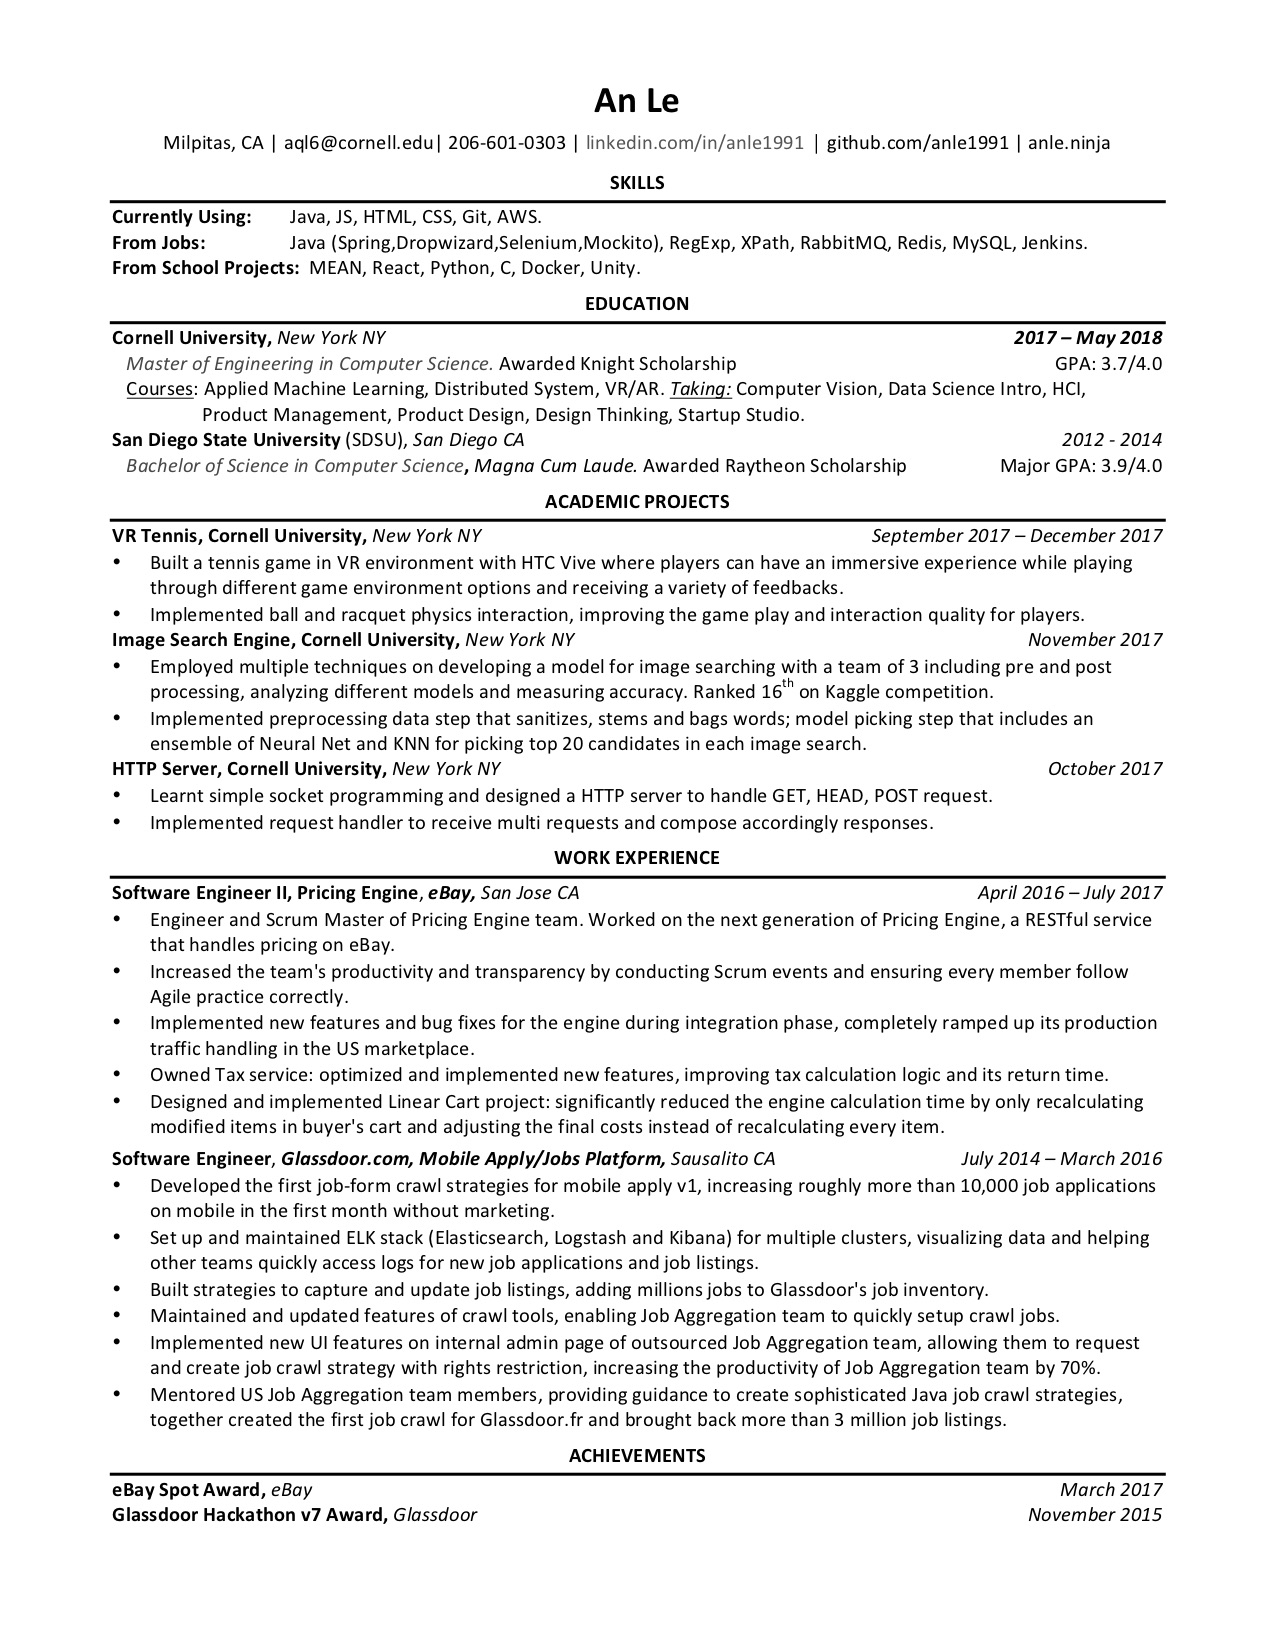 An Le
Milpitas, CA | aql6@cornell.edu| 206-601-0303 | linkedin.com/in/anle1991 | github.com/anle1991 | anle.ninja
SKILLS
Currently Using: Java, JS, HTML, CSS, Git, AWS.
From Jobs: Java (Spring,Dropwizard,Selenium,Mockito), RegExp, XPath, RabbitMQ, Redis, MySQL, Jenkins.
From School Projects: MEAN, React, Python, C, Docker, Unity.
EDUCATION
Cornell University, New York NY 2017 – May 2018
Master of Engineering in Computer Science. Awarded Knight Scholarship GPA: 3.7/4.0
Courses: Applied Machine Learning, Distributed System, VR/AR. Taking: Computer Vision, Data Science Intro, HCI,
Product Management, Product Design, Design Thinking, Startup Studio.
San Diego State University (SDSU), San Diego CA 2012 - 2014
Bachelor of Science in Computer Science, Magna Cum Laude. Awarded Raytheon Scholarship Major GPA: 3.9/4.0
ACADEMIC PROJECTS
VR Tennis, Cornell University, New York NY September 2017 – December 2017
• Built a tennis game in VR environment with HTC Vive where players can have an immersive experience while playing
through different game environment options and receiving a variety of feedbacks.
• Implemented ball and racquet physics interaction, improving the game play and interaction quality for players.
Image Search Engine, Cornell University, New York NY November 2017
• Employed multiple techniques on developing a model for image searching with a team of 3 including pre and post
processing, analyzing different models and measuring accuracy. Ranked 16th on Kaggle competition.
• Implemented preprocessing data step that sanitizes, stems and bags words; model picking step that includes an
ensemble of Neural Net and KNN for picking top 20 candidates in each image search.
HTTP Server, Cornell University, New York NY October 2017
• Learnt simple socket programming and designed a HTTP server to handle GET, HEAD, POST request.
• Implemented request handler to receive multi requests and compose accordingly responses.
WORK EXPERIENCE
Software Engineer II, Pricing Engine, eBay, San Jose CA April 2016 – July 2017
• Engineer and Scrum Master of Pricing Engine team. Worked on the next generation of Pricing Engine, a RESTful service
that handles pricing on eBay.
• Increased the team's productivity and transparency by conducting Scrum events and ensuring every member follow
Agile practice correctly.
• Implemented new features and bug fixes for the engine during integration phase, completely ramped up its production
traffic handling in the US marketplace.
• Owned Tax service: optimized and implemented new features, improving tax calculation logic and its return time.
• Designed and implemented Linear Cart project: significantly reduced the engine calculation time by only recalculating
modified items in buyer's cart and adjusting the final costs instead of recalculating every item.
Software Engineer, Glassdoor.com, Mobile Apply/Jobs Platform, Sausalito CA July 2014 – March 2016
• Developed the first job-form crawl strategies for mobile apply v1, increasing roughly more than 10,000 job applications
on mobile in the first month without marketing.
• Set up and maintained ELK stack (Elasticsearch, Logstash and Kibana) for multiple clusters, visualizing data and helping
other teams quickly access logs for new job applications and job listings.
• Built strategies to capture and update job listings, adding millions jobs to Glassdoor's job inventory.
• Maintained and updated features of crawl tools, enabling Job Aggregation team to quickly setup crawl jobs.
• Implemented new UI features on internal admin page of outsourced Job Aggregation team, allowing them to request
and create job crawl strategy with rights restriction, increasing the productivity of Job Aggregation team by 70%.
• Mentored US Job Aggregation team members, providing guidance to create sophisticated Java job crawl strategies,
together created the first job crawl for Glassdoor.fr and brought back more than 3 million job listings.
ACHIEVEMENTS
eBay Spot Award, eBay March 2017
Glassdoor Hackathon v7 Award, Glassdoor November 2015